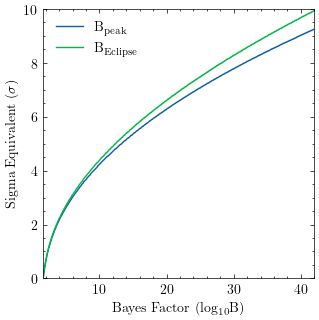 B_peak
B_Eclipse
10
8
6
4
2
0
Sigma Equivalent (σ)
10 20 30 40
Bayes Factor (log₁₀B)